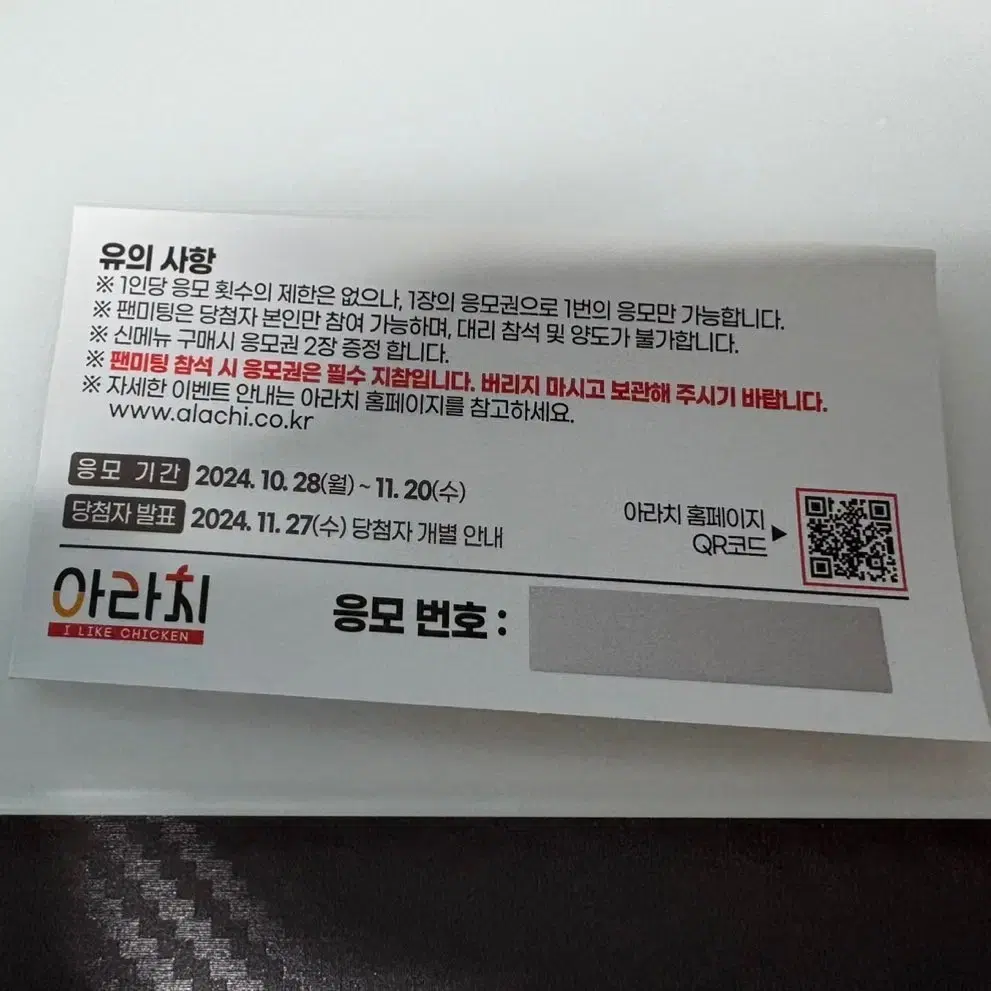 유의 사항
※ 1인당 응모 횟수의 제한은 없으나, 1장의 응모권으로 1번의 응모만 가능합니다.
※ 팬미팅은 당첨자 본인만 참여 가능하며, 대리 참석 및 양도가 불가합니다.
※ 신메뉴 구매시 응모권 2장 증정 합니다.
※ 팬미팅 참석 시 응모권은 필수 지참입니다. 버리지 마시고 보관해 주시기 바랍니다.
※ 자세한 이벤트 안내는 아라치 홈페이지를 참고하세요.
www.alachi.co.kr
응모 기간 2024. 10. 28(월) ~ 11. 20(수)
당첨자 발표 2024. 11. 27(수) 당첨자 개별 안내
아라치 홈페이지
QR코드 ▶
아라치
I LIKE CHICKEN
응모 번호 :